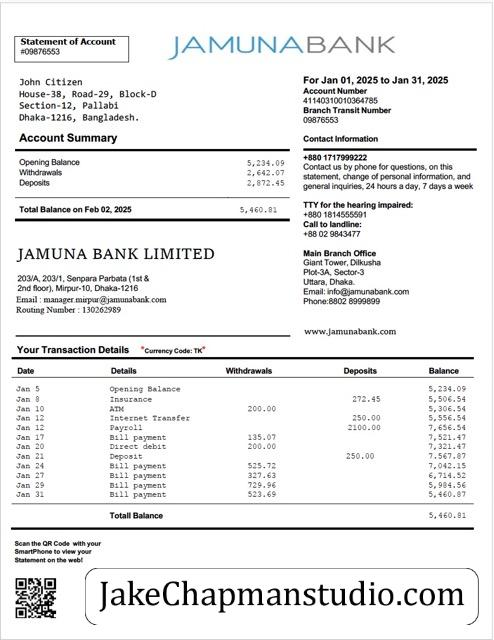 Statement of Account
#09876553
JAMUNABANK
John Citizen
House-38, Road-29, Block-D
Section-12, Pallabi
Dhaka-1216, Bangladesh.
For Jan 01, 2025 to Jan 31, 2025
Account Number
41140310010364785
Branch Transit Number
09876553
Account Summary
Opening Balance 5,234.09
Withdrawals 2,642.07
Deposits 2,872.45
Total Balance on Feb 02, 2025 5,460.81
Contact Information
+880 1717999222
Contact us by phone for questions, on this
statement, change of personal information, and
general inquiries, 24 hours a day, 7 days a week
TTY for the hearing impaired:
+880 1814555591
Call to landline:
+88 02 9843477
Main Branch Office
Giant Tower, Dilkusha
Plot-3A, Sector-3
Uttara, Dhaka.
Email: info@jamunabank.com
Phone:8802 8999899
www.jamunabank.com
JAMUNA BANK LIMITED
203/A, 203/1, Senpara Parbata (1st &
2nd floor), Mirpur-10, Dhaka-1216
Email : manager.mirpur@jamunabank.com
Routing Number : 130262989
Your Transaction Details *Currency Code: TK*
Date Details Withdrawals Deposits Balance
Jan 5 Opening Balance 5,234.09
Jan 8 Insurance 272.45 5,506.54
Jan 10 ATM 200.00 5,306.54
Jan 12 Internet Transfer 250.00 5,556.54
Jan 12 Payroll 2100.00 7,656.54
Jan 17 Bill payment 135.07 7,521.47
Jan 20 Direct debit 200.00 7,321.47
Jan 21 Deposit 250.00 7.567.87
Jan 24 Bill payment 525.72 7,042.15
Jan 27 Bill payment 327.63 6,714.52
Jan 29 Bill payment 729.96 5,984.56
Jan 31 Bill payment 523.69 5,460.87
Totall Balance 5,460.81
Scan the QR Code with your
SmartPhone to view your
Statement on the web!
JakeChapmanstudio.com